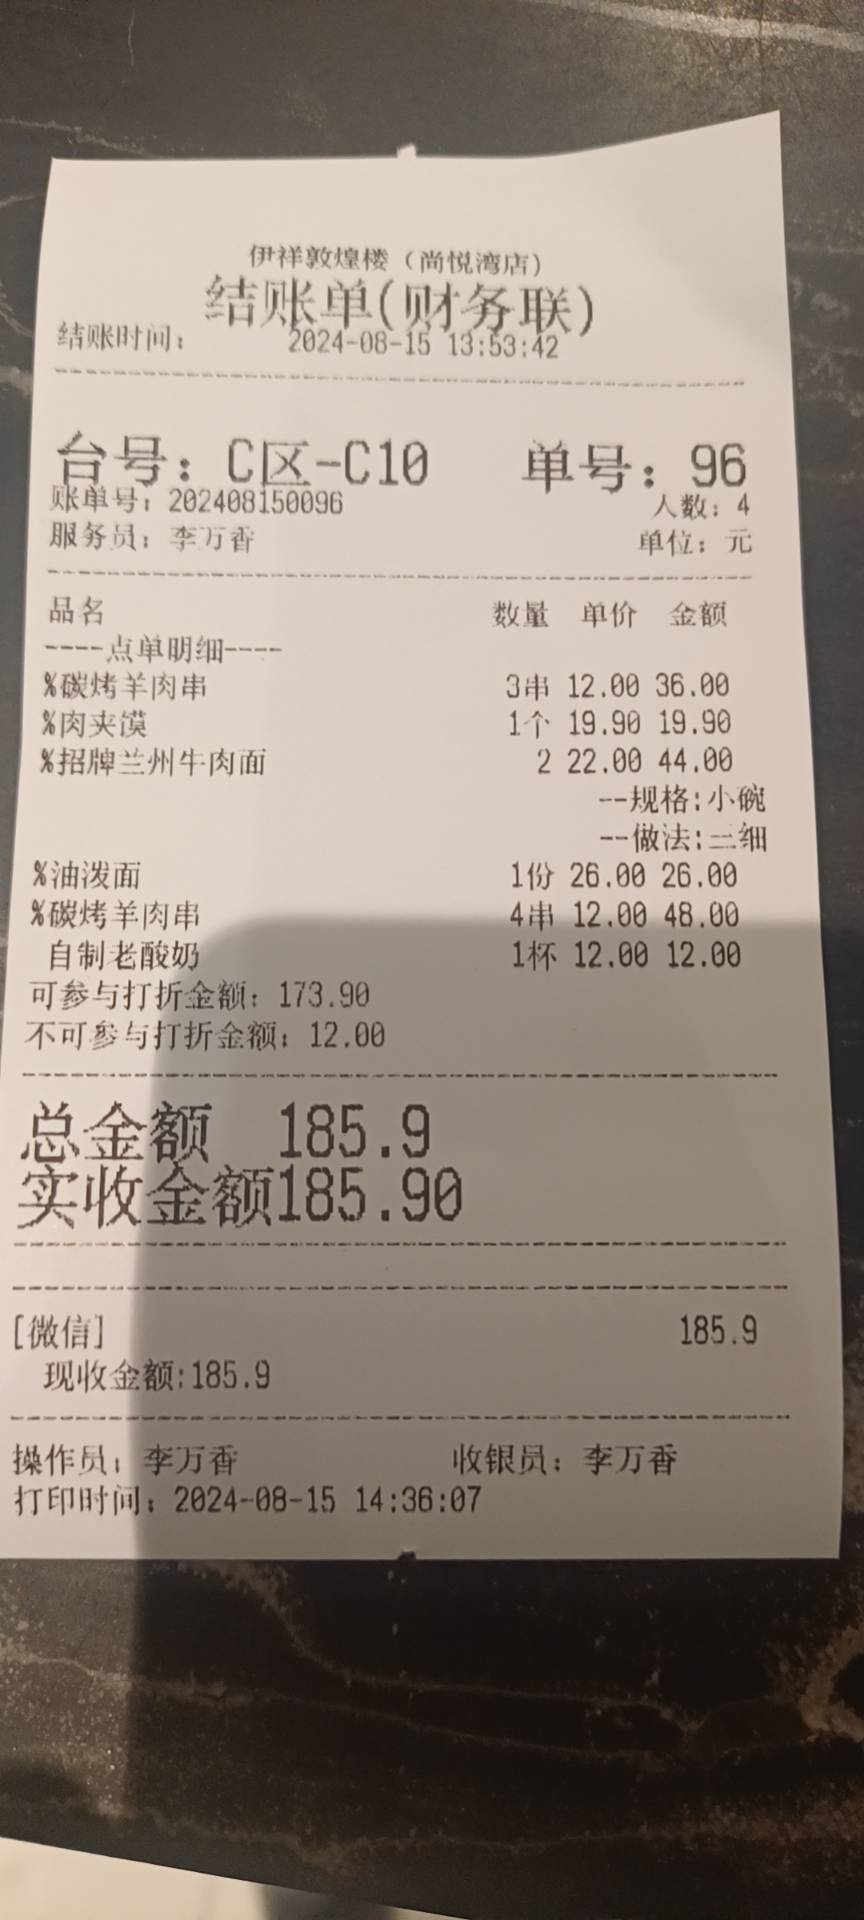 伊祥敦煌楼（尚悦湾店）
结账单(财务联)
结账时间： 2024-08-15 13:53:42
台号：C区-C10 单号：96
账单号：202408150096 人数：4
服务员：李万香 单位：元
品名 数量 单价 金额
----点单明细----
%碳烤羊肉串 3串 12.00 36.00
%肉夹馍 1个 19.90 19.90
%招牌兰州牛肉面 2 22.00 44.00
--规格:小碗
--做法:三细
%油泼面 1份 26.00 26.00
%碳烤羊肉串 4串 12.00 48.00
自制老酸奶 1杯 12.00 12.00
可参与打折金额：173.90
不可参与打折金额：12.00
总金额 185.9
实收金额185.90
[微信] 185.9
现收金额:185.9
操作员：李万香 收银员：李万香
打印时间：2024-08-15 14:36:07